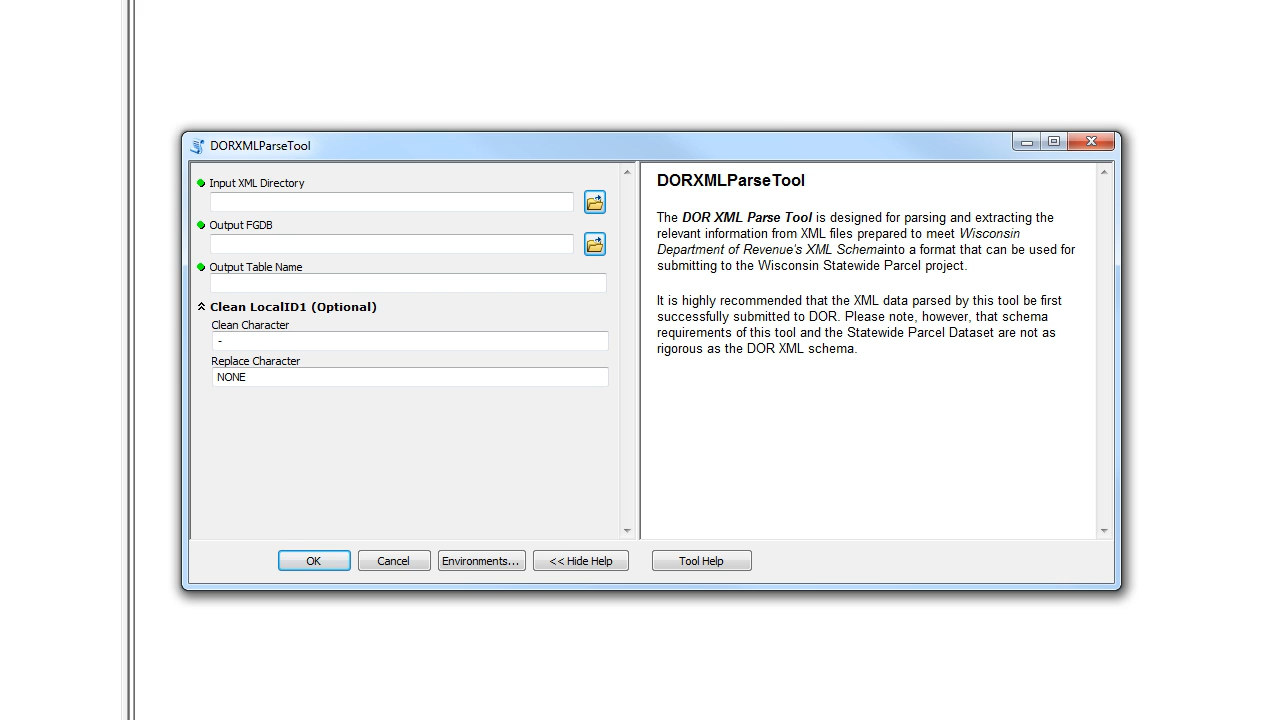 DORXMLParseTool
Input XML Directory
Output FGDB
Output Table Name
Clean LocalID1 (Optional)
Clean Character
-
Replace Character
NONE
DORXMLParseTool
The DOR XML Parse Tool is designed for parsing and extracting the
relevant information from XML files prepared to meet Wisconsin
Department of Revenue's XML Schemainto a format that can be used for
submitting to the Wisconsin Statewide Parcel project.
It is highly recommended that the XML data parsed by this tool be first
successfully submitted to DOR. Please note, however, that schema
requirements of this tool and the Statewide Parcel Dataset are not as
rigorous as the DOR XML schema.
OK
Cancel
Environments...
<< Hide Help
Tool Help